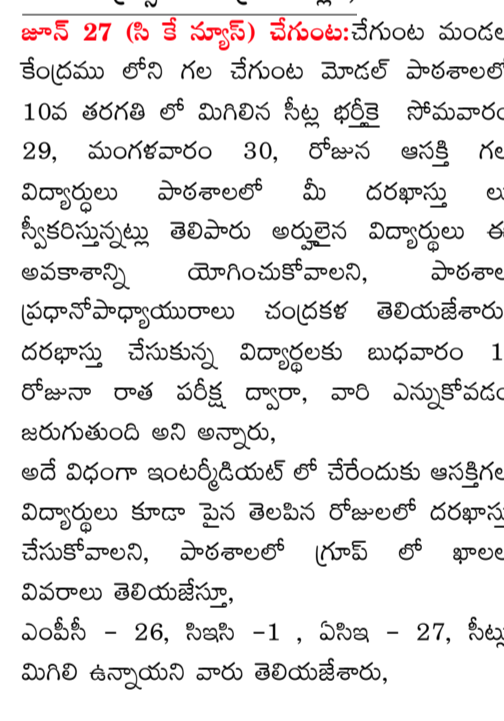 జూన్ 27 (సి కే న్యూస్) చేగుంట:చేగుంట మండల
కేంద్రము లోని గల చేగుంట మోడల్ పాఠశాలలో
10వ తరగతి లో మిగిలిన సీట్ల భర్తీకై సోమవారం
29, మంగళవారం 30, రోజున ఆసక్తి గల
విద్యార్థులు పాఠశాలలో మీ దరఖాస్తు లు
స్వీకరిస్తున్నట్లు తెలిపారు అర్హులైన విద్యార్థులు ఈ
అవకాశాన్ని యోగించుకోవాలని, పాఠశాల
ప్రధానోపాధ్యాయురాలు చంద్రకళ తెలియజేశారు
దరఖాస్తు చేసుకున్న విద్యార్థలకు బుధవారం 1
రోజునా రాత పరీక్ష ద్వారా, వారి ఎన్నుకోవడం
జరుగుతుంది అని అన్నారు,
అదే విధంగా ఇంటర్మీడియట్ లో చేరేందుకు ఆసక్తిగల
విద్యార్థులు కూడా పైన తెలపిన రోజులలో దరఖాస్తు
చేసుకోవాలని, పాఠశాలలో గ్రూప్ లో ఖాలల
వివరాలు తెలియజేస్తూ,
ఎంపీసీ - 26, సిఇసి -1 , ఏసిఇ - 27, సీట్లు
మిగిలి ఉన్నాయని వారు తెలియజేశారు,